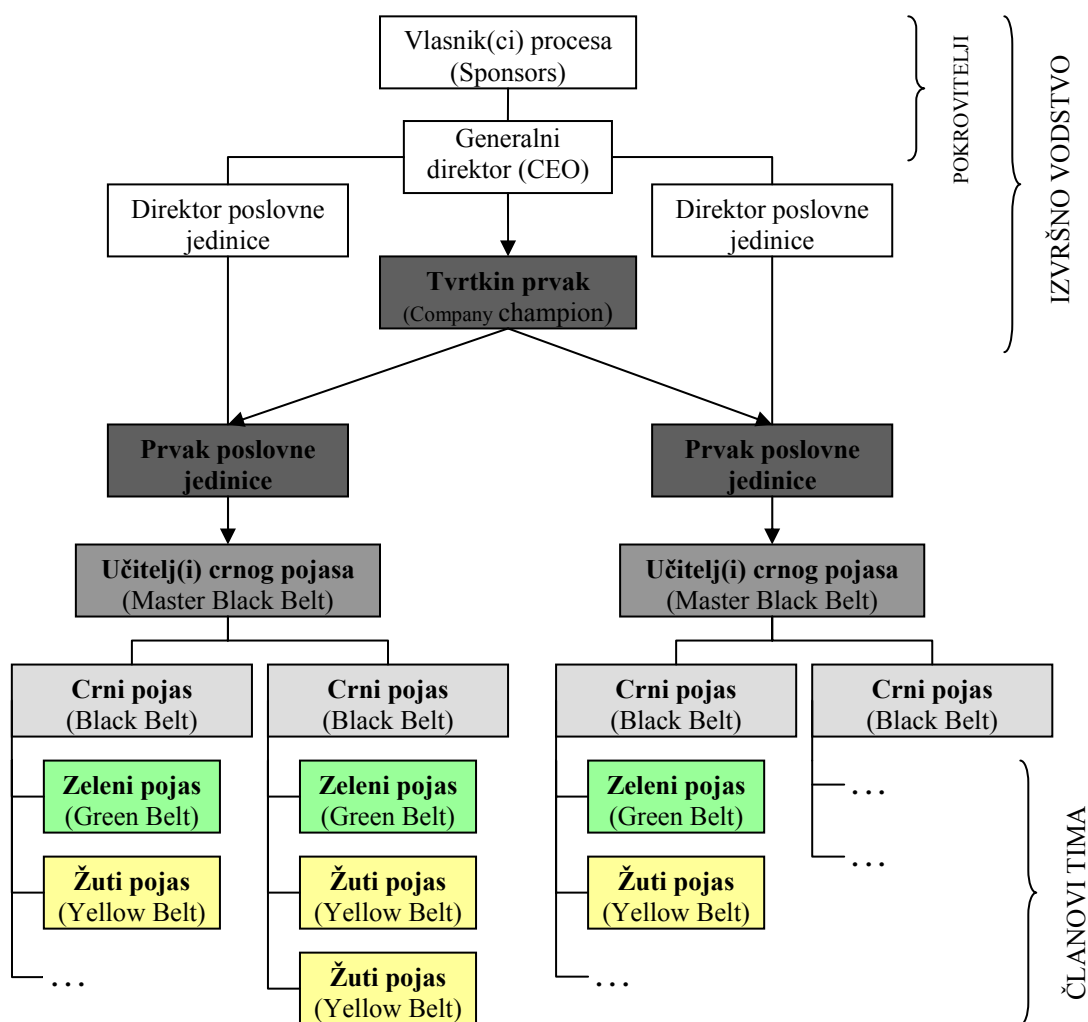 Vlasnik(ci) procesa
(Sponsors)
Generalni
direktor (CEO)
Direktor poslovne
jedinice
Direktor poslovne
jedinice
Tvrtkin prvak
(Company champion)
POKROVITELJI
IZVRŠNO VODSTVO
Prvak poslovne
jedinice
Prvak poslovne
jedinice
Učitelj(i) crnog pojasa
(Master Black Belt)
Učitelj(i) crnog pojasa
(Master Black Belt)
Crni pojas
(Black Belt)
Crni pojas
(Black Belt)
Crni pojas
(Black Belt)
Crni pojas
(Black Belt)
Zeleni pojas
(Green Belt)
Zeleni pojas
(Green Belt)
Zeleni pojas
(Green Belt)
...
Žuti pojas
(Yellow Belt)
Žuti pojas
(Yellow Belt)
Žuti pojas
(Yellow Belt)
...
...
Žuti pojas
(Yellow Belt)
...
ČLANOVI TIMA